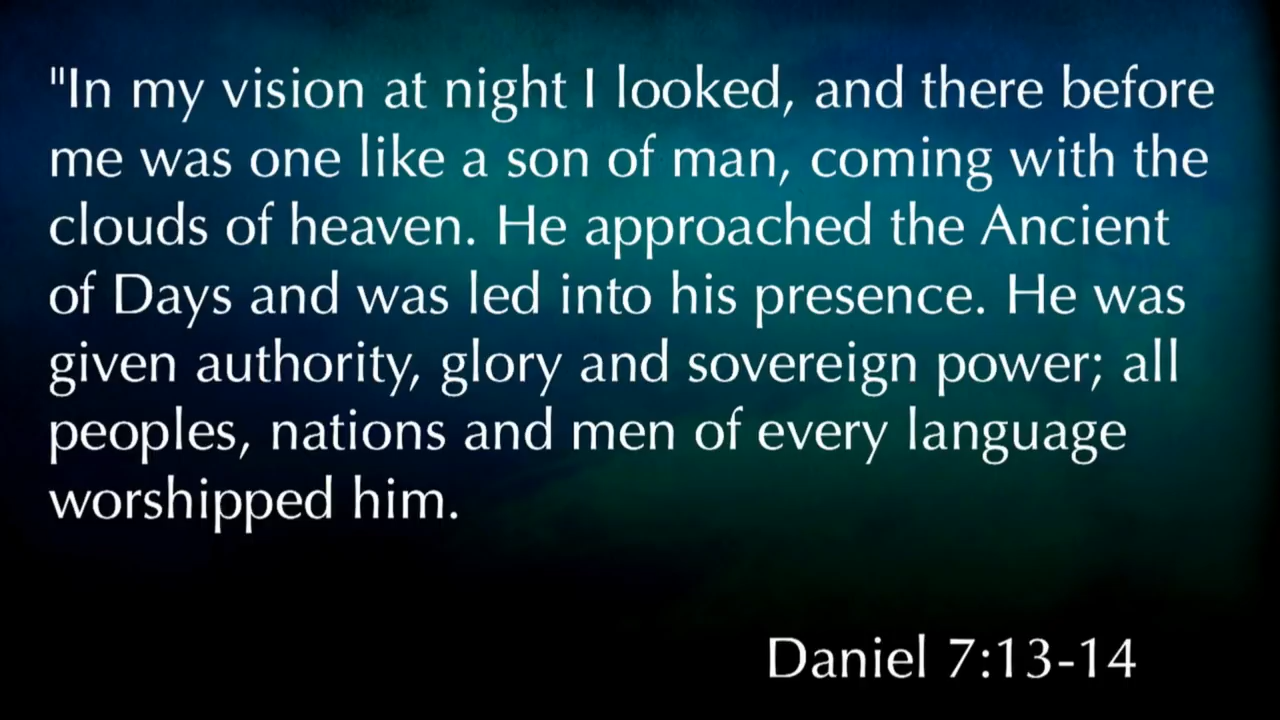 "In my vision at night I looked, and there before
me was one like a son of man, coming with the
clouds of heaven. He approached the Ancient
of Days and was led into his presence. He was
given authority, glory and sovereign power; all
peoples, nations and men of every language
worshipped him.
Daniel 7:13-14